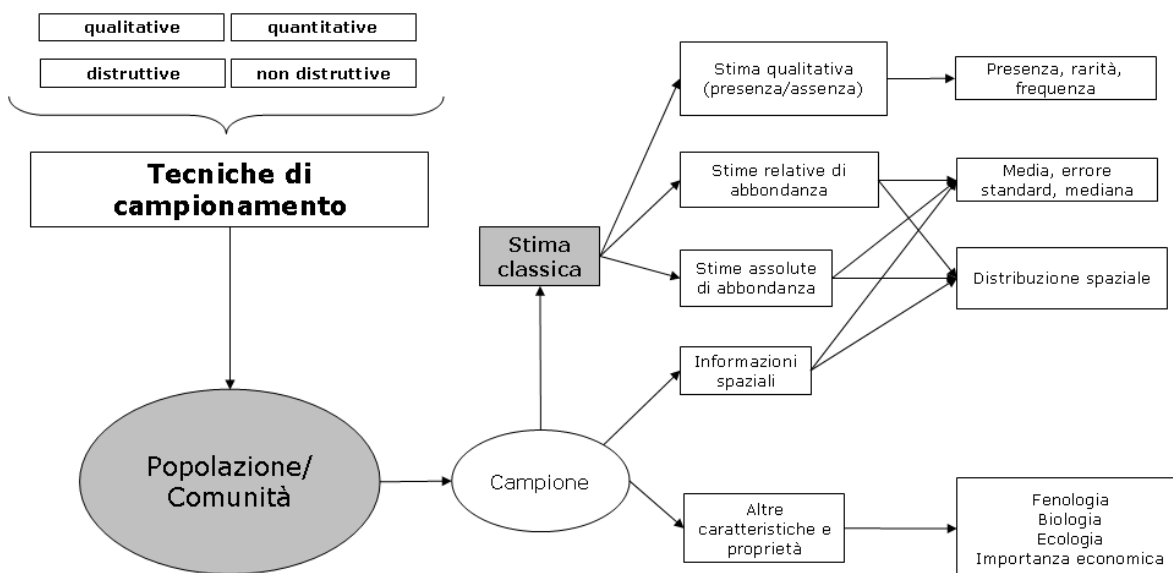 qualitative
quantitative
distruttive
non distruttive
Tecniche di
campionamento
Popolazione/
Comunità
Campione
Stima
classica
Stima qualitativa
(presenza/assenza)
Stime relative di
abbondanza
Stime assolute
di abbondanza
Informazioni
spaziali
Altre
caratteristiche e
proprietà
Presenza, rarità,
frequenza
Media, errore
standard, mediana
Distribuzione spaziale
Fenologia
Biologia
Ecologia
Importanza economica